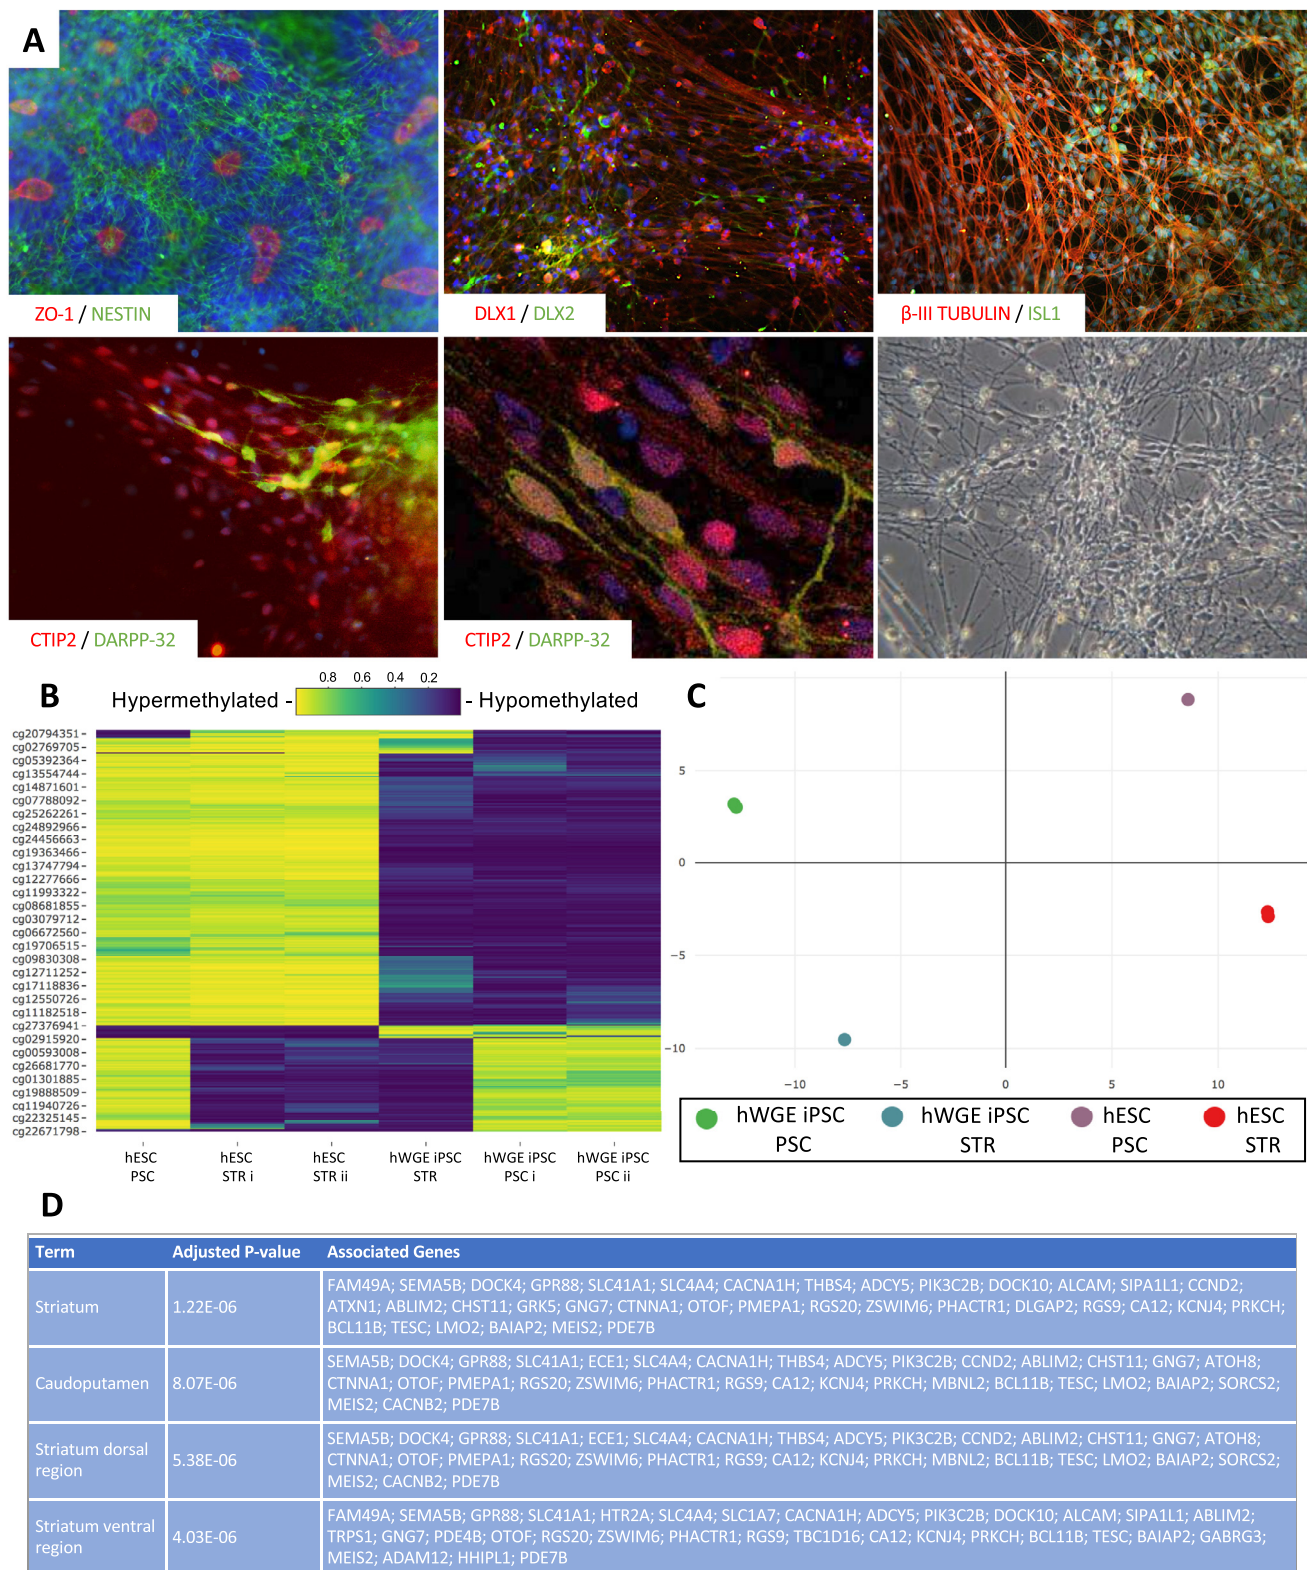 A
ZO-1 / NESTIN
DLX1 / DLX2
β-III TUBULIN / ISL1
CTIP2 / DARPP-32
CTIP2 / DARPP-32
B
0.8 0.6 0.4 0.2
Hypermethylated - - Hypomethylated
cg20794351
cg02769705
cg05392364
cg13554744
cg14871601
cg07788092
cg25262261
cg24892966
cg24456663
cg19363466
cg13747794
cg12277666
cg11993322
cg08681855
cg03079712
cg06672560
cg19706515
cg09830308
cg12711252
cg17118836
cg12550726
cg11182518
cg27376941
cg02915920
cg00593008
cg26681770
cg01301885
cg19888509
cg11940726
cg22325145
cg22671798
hESC PSC
hESC STR i
hESC STR ii
hWGE iPSC STR
hWGE iPSC PSC i
hWGE iPSC PSC ii
C
5
0
−5
−10
−10 −5 0 5 10
hWGE iPSC PSC
hWGE iPSC STR
hESC PSC
hESC STR
D
Term Adjusted P-value Associated Genes
Striatum
1.22E-06
FAM49A; SEMA5B; DOCK4; GPR88; SLC41A1; SLC4A4; CACNA1H; THBS4; ADCY5; PIK3C2B; DOCK10; ALCAM; SIPA1L1; CCND2;
ATXN1; ABLIM2; CHST11; GRK5; GNG7; CTNNA1; OTOF; PMEPA1; RGS20; ZSWIM6; PHACTR1; DLGAP2; RGS9; CA12; KCNJ4; PRKCH;
BCL11B; TESC; LMO2; BAIAP2; MEIS2; PDE7B
Caudoputamen
8.07E-06
SEMA5B; DOCK4; GPR88; SLC41A1; ECE1; SLC4A4; CACNA1H; THBS4; ADCY5; PIK3C2B; CCND2; ABLIM2; CHST11; GNG7; ATOH8;
CTNNA1; OTOF; PMEPA1; RGS20; ZSWIM6; PHACTR1; RGS9; CA12; KCNJ4; PRKCH; MBNL2; BCL11B; TESC; LMO2; BAIAP2; SORCS2;
MEIS2; CACNB2; PDE7B
Striatum dorsal
region
5.38E-06
SEMA5B; DOCK4; GPR88; SLC41A1; ECE1; SLC4A4; CACNA1H; THBS4; ADCY5; PIK3C2B; CCND2; ABLIM2; CHST11; GNG7; ATOH8;
CTNNA1; OTOF; PMEPA1; RGS20; ZSWIM6; PHACTR1; RGS9; CA12; KCNJ4; PRKCH; MBNL2; BCL11B; TESC; LMO2; BAIAP2; SORCS2;
MEIS2; CACNB2; PDE7B
Striatum ventral
region
4.03E-06
FAM49A; SEMA5B; GPR88; SLC41A1; HTR2A; SLC4A4; SLC1A7; CACNA1H; ADCY5; PIK3C2B; DOCK10; ALCAM; SIPA1L1; ABLIM2;
TRPS1; GNG7; PDE4B; OTOF; RGS20; ZSWIM6; PHACTR1; RGS9; TBC1D16; CA12; KCNJ4; PRKCH; BCL11B; TESC; BAIAP2; GABRG3;
MEIS2; ADAM12; HHIPL1; PDE7B